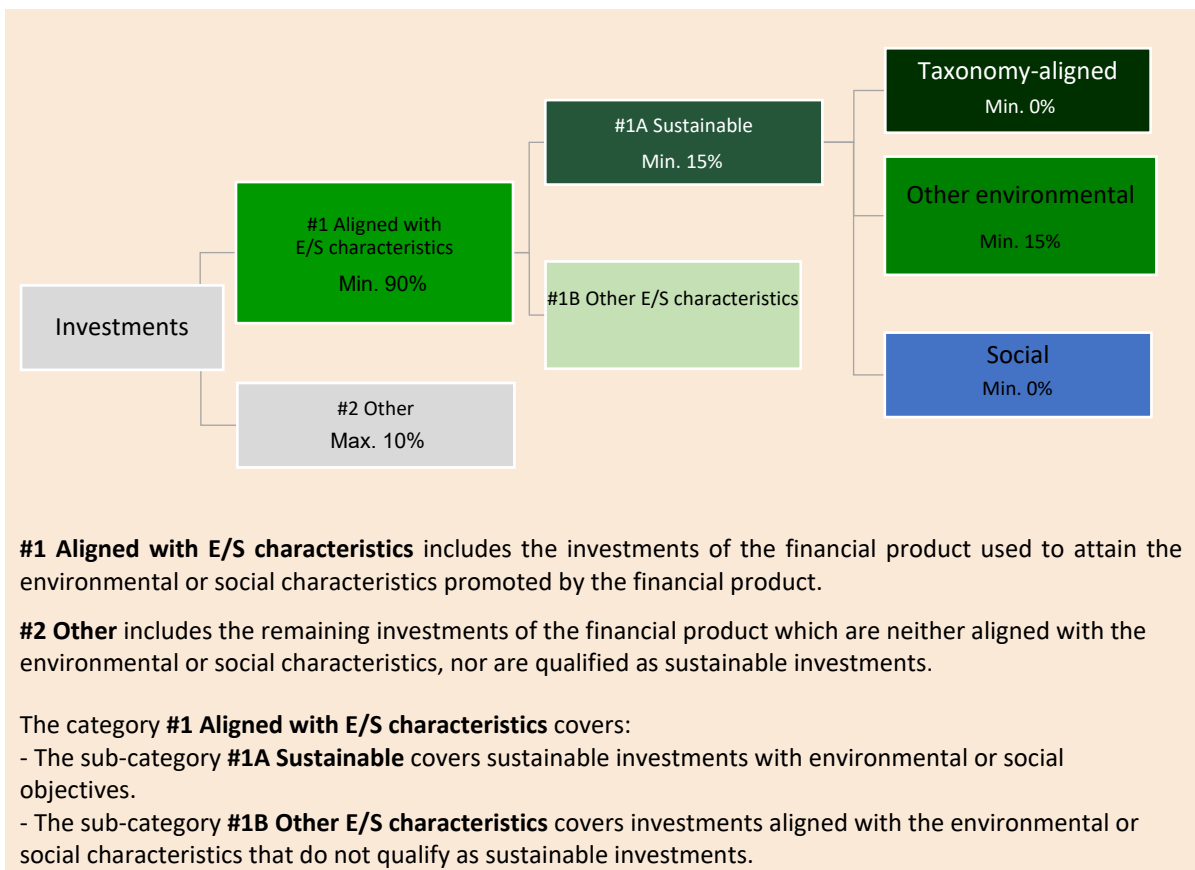 Taxonomy-aligned
Min. 0%
#1A Sustainable
Min. 15%
Other environmental
Min. 15%
#1 Aligned with
E/S characteristics
Min. 90%
#1B Other E/S characteristics
Investments
Social
Min. 0%
#2 Other
Max. 10%
#1 Aligned with E/S characteristics includes the investments of the financial product used to attain the
environmental or social characteristics promoted by the financial product.
#2 Other includes the remaining investments of the financial product which are neither aligned with the
environmental or social characteristics, nor are qualified as sustainable investments.
The category #1 Aligned with E/S characteristics covers:
- The sub-category #1A Sustainable covers sustainable investments with environmental or social
objectives.
- The sub-category #1B Other E/S characteristics covers investments aligned with the environmental or
social characteristics that do not qualify as sustainable investments.